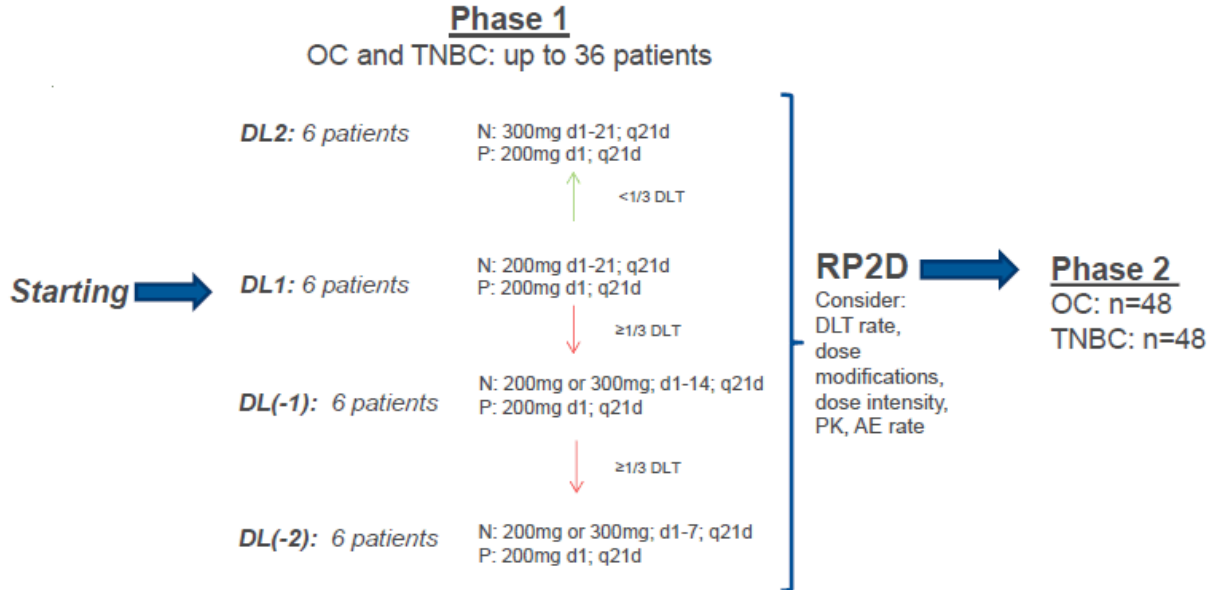 Phase 1
OC and TNBC: up to 36 patients
DL2: 6 patients
N: 300mg d1-21; q21d
P: 200mg d1; q21d
<1/3 DLT
Starting
DL1: 6 patients
N: 200mg d1-21; q21d
P: 200mg d1; q21d
≥1/3 DLT
DL(-1): 6 patients
N: 200mg or 300mg; d1-14; q21d
P: 200mg d1; q21d
≥1/3 DLT
DL(-2): 6 patients
N: 200mg or 300mg; d1-7; q21d
P: 200mg d1; q21d
RP2D
Consider:
DLT rate,
dose
modifications,
dose intensity,
PK, AE rate
Phase 2
OC: n=48
TNBC: n=48